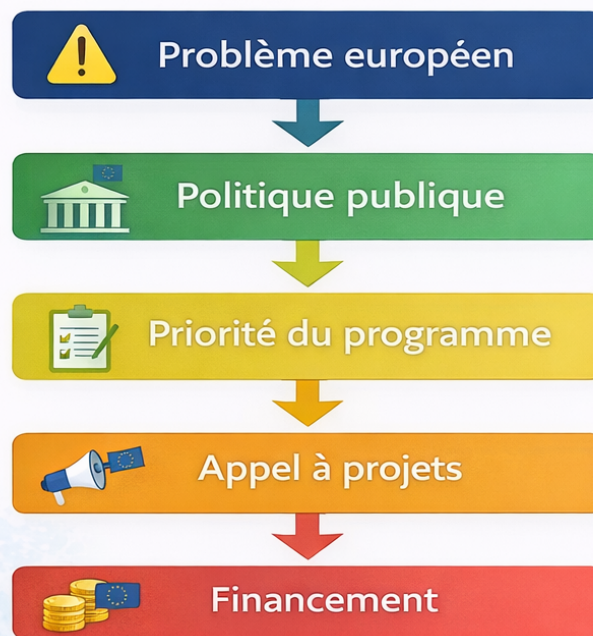 Problème européen
Politique publique
Priorité du programme
Appel à projets
Financement